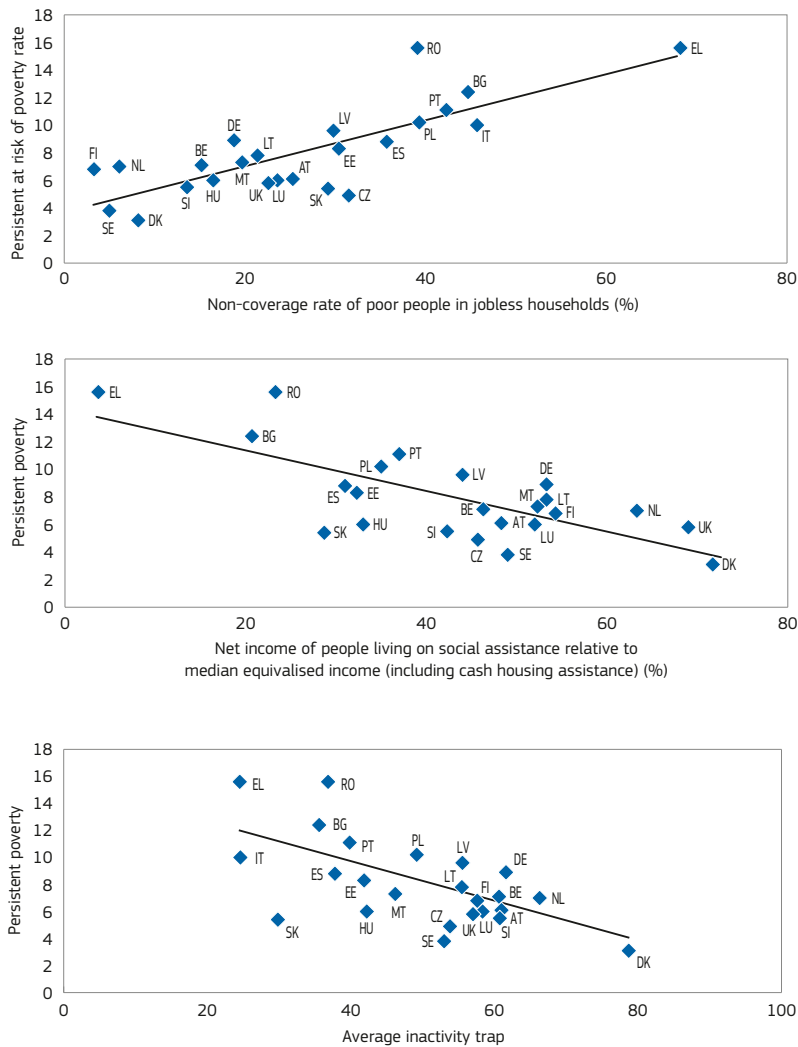 Persistent at risk of poverty rate
18
16
14
12
10
8
6
4
2
0
RO
EL
BG
PT
PL
IT
LV
EE
ES
DE
LT
FI
NL
BE
MT
AT
SI
HU
UK
LU
SK
CZ
SE
DK
0 20 40 60 80
Non-coverage rate of poor people in jobless households (%)
Persistent poverty
18
16
14
12
10
8
6
4
2
0
EL
RO
BG
PL
PT
LV
DE
ES
EE
MT
LT
BE
FI
NL
SK
HU
SI
AT
LU
UK
CZ
SE
DK
0 20 40 60 80
Net income of people living on social assistance relative to
median equivalised income (including cash housing assistance) (%)
Persistent poverty
18
16
14
12
10
8
6
4
2
0
EL
RO
BG
PT
PL
LV
IT
DE
ES
EE
LT
FI
BE
NL
MT
SK
HU
CZ
UK
LU
AT
SI
SE
DK
0 20 40 60 80 100
Average inactivity trap